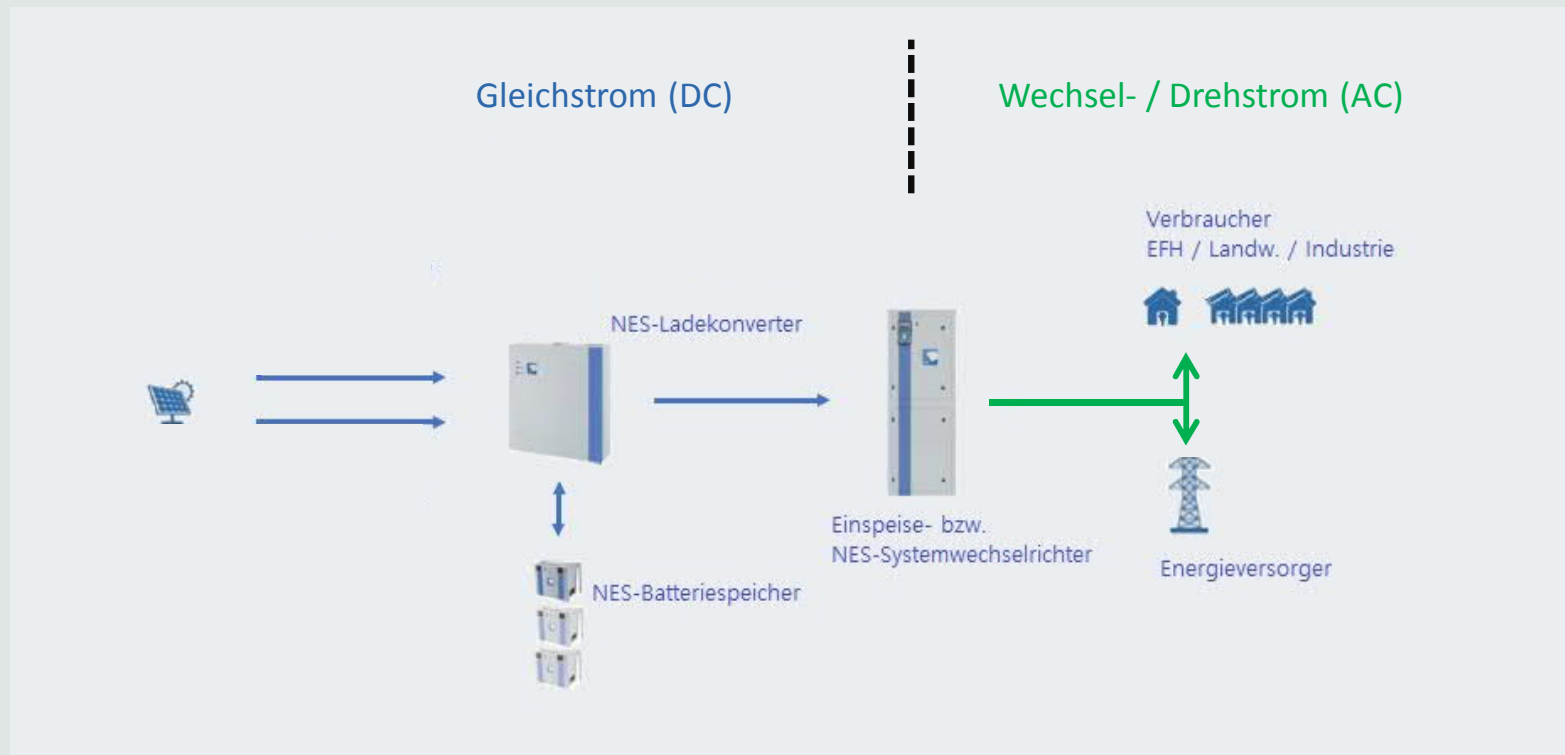 Gleichstrom (DC)
Wechsel- / Drehstrom (AC)
Verbraucher
EFH / Landw. / Industrie
NES-Ladekonverter
Einspeise- bzw.
NES-Systemwechselrichter
Energieversorger
NES-Batteriespeicher